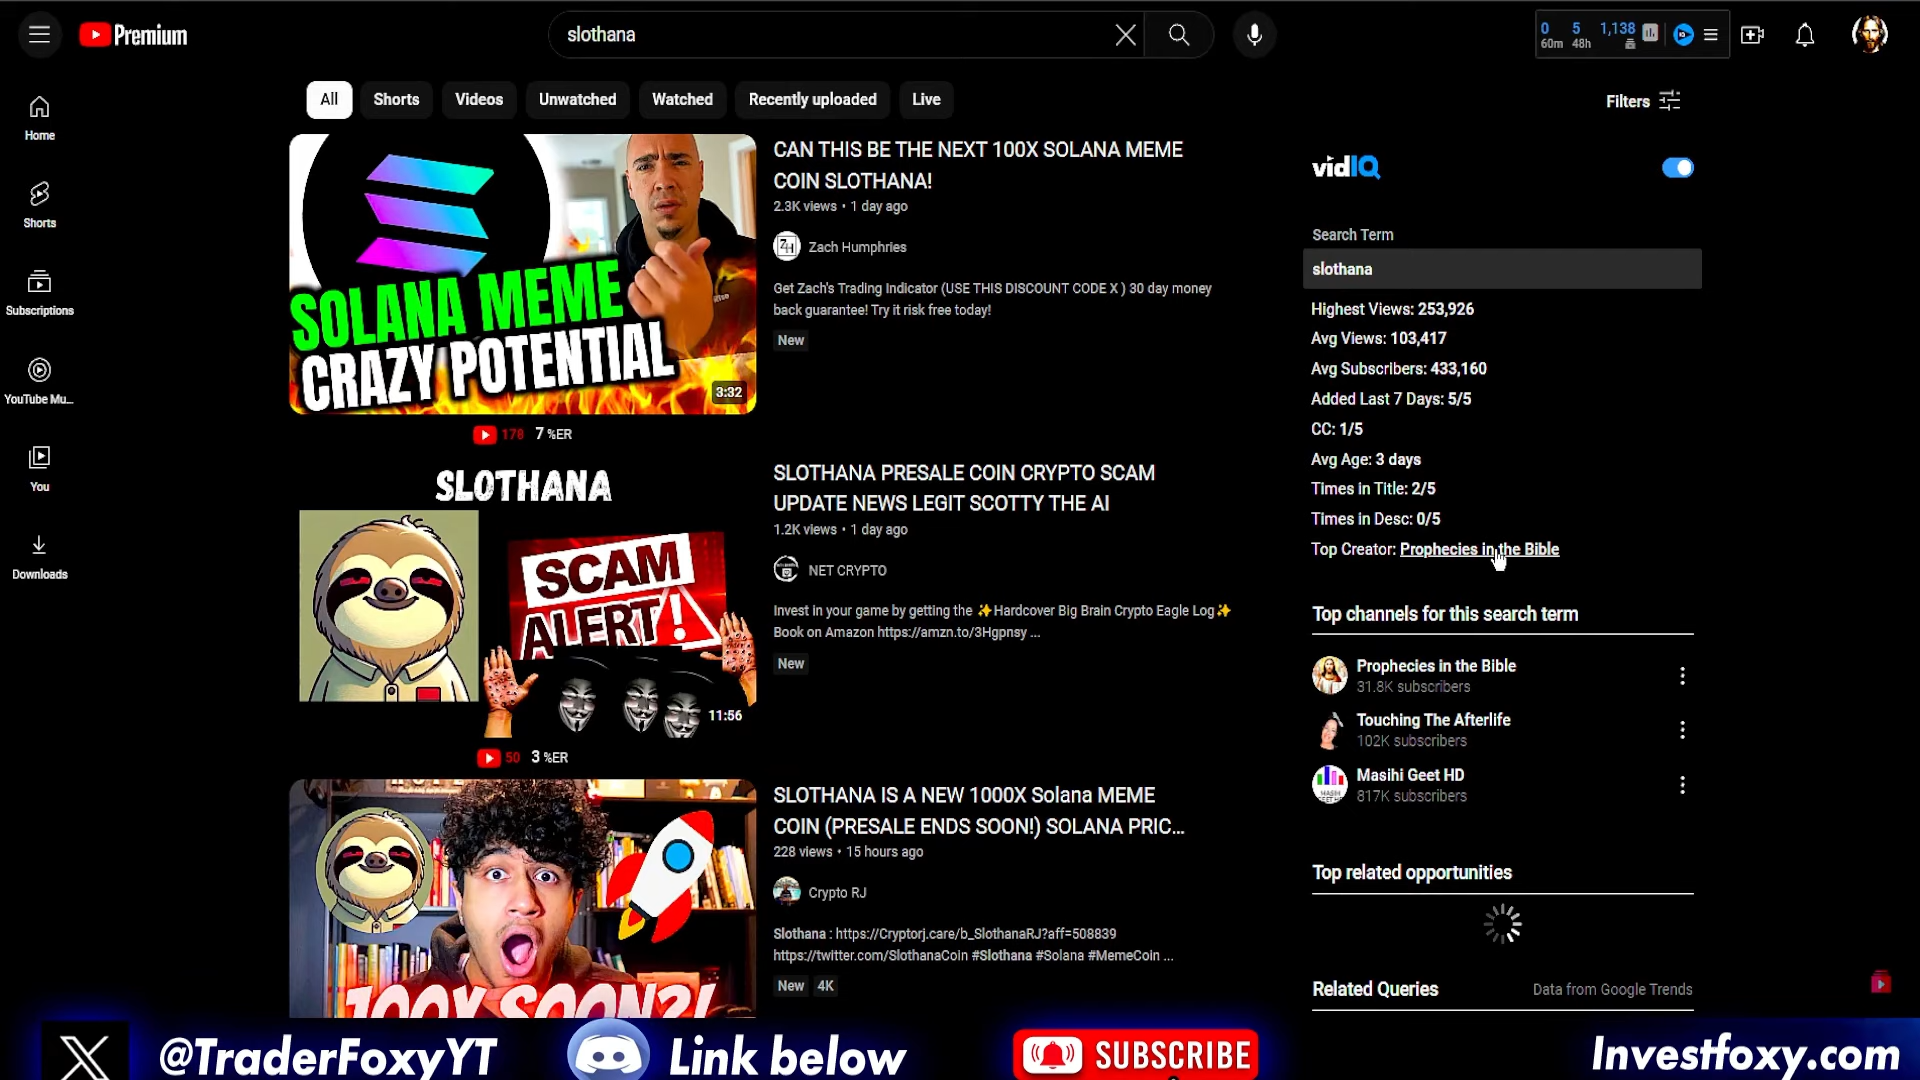 Premium
slothana
0 5 1,138
60m 48h
All
Shorts
Videos
Unwatched
Watched
Recently uploaded
Live
Filters
Home
Shorts
Subscriptions
YouTube Mu...
You
Downloads
SOLANA MEME
CRAZY POTENTIAL
3:32
170 7 %ER
CAN THIS BE THE NEXT 100X SOLANA MEME
COIN SLOTHANA!
2.3K views • 1 day ago
ZH
Zach Humphries
Get Zach's Trading Indicator (USE THIS DISCOUNT CODE X ) 30 day money
back guarantee! Try it risk free today!
New
SLOTHANA
SCAM
ALERT!
11:56
50 3 %ER
SLOTHANA PRESALE COIN CRYPTO SCAM
UPDATE NEWS LEGIT SCOTTY THE AI
1.2K views • 1 day ago
NET CRYPTO
Invest in your game by getting the ✨Hardcover Big Brain Crypto Eagle Log✨
Book on Amazon https://amzn.to/3Hgpnsy ...
New
100X SOON?!
SLOTHANA IS A NEW 1000X Solana MEME
COIN (PRESALE ENDS SOON!) SOLANA PRIC...
228 views • 15 hours ago
Crypto RJ
Slothana : https://Cryptorj.care/b_SlothanaRJ?aff=508839
https://twitter.com/SlothanaCoin #Slothana #Solana #MemeCoin ...
New 4K
vidIQ
Search Term
slothana
Highest Views: 253,926
Avg Views: 103,417
Avg Subscribers: 433,160
Added Last 7 Days: 5/5
CC: 1/5
Avg Age: 3 days
Times in Title: 2/5
Times in Desc: 0/5
Top Creator: Prophecies in the Bible
Top channels for this search term
Prophecies in the Bible
31.8K subscribers
Touching The Afterlife
102K subscribers
Masihi Geet HD
817K subscribers
Top related opportunities
Related Queries
Data from Google Trends
@TraderFoxyYT
Link below
SUBSCRIBE
Investfoxy.com